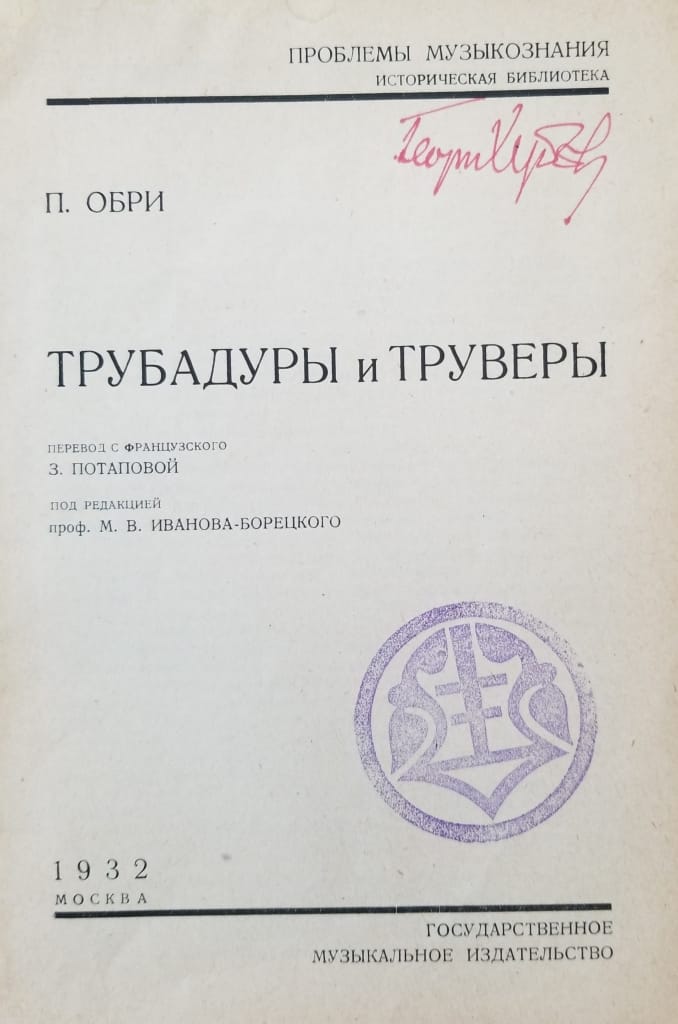 ПРОБЛЕМЫ МУЗЫКОЗНАНИЯ
ИСТОРИЧЕСКАЯ БИБЛИОТЕКА
П. ОБРИ
ТРУБАДУРЫ и ТРУВЕРЫ
ПЕРЕВОД С ФРАНЦУЗСКОГО
З. ПОТАПОВОЙ
ПОД РЕДАКЦИЕЙ
проф. М. В. ИВАНОВА-БОРЕЦКОГО
1932
МОСКВА
ГОСУДАРСТВЕННОЕ
МУЗЫКАЛЬНОЕ ИЗДАТЕЛЬСТВО